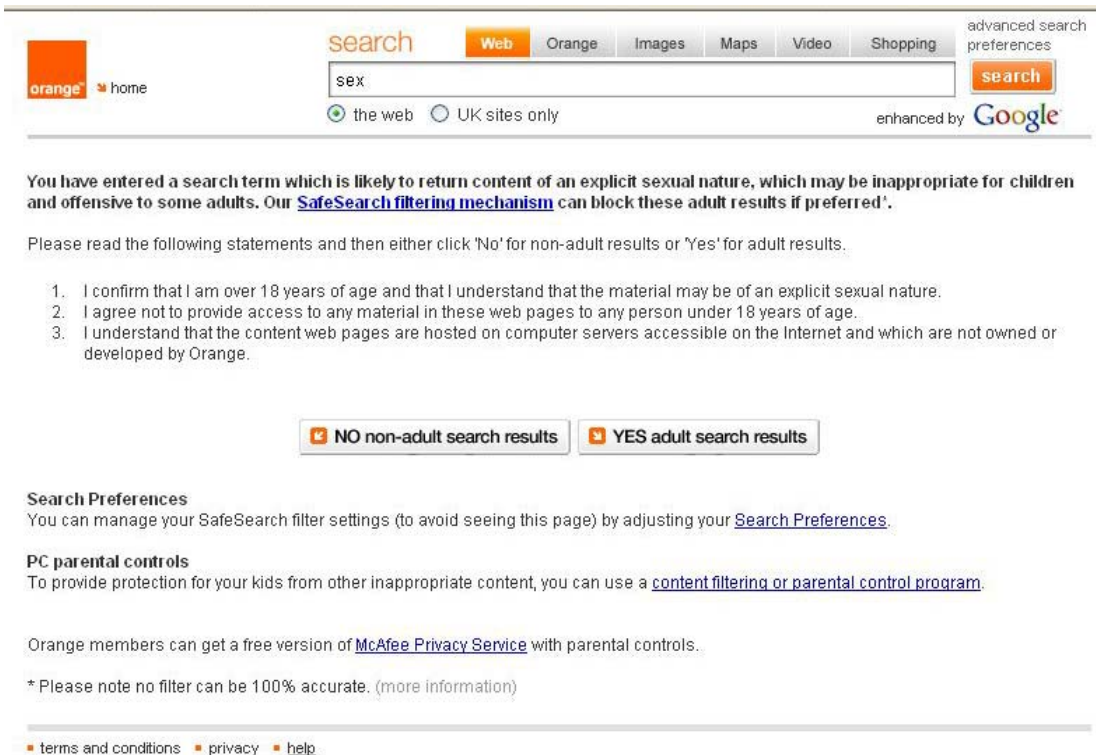 advanced search
search Web Orange Images Maps Video Shopping preferences
orange™ home
sex search
the web UK sites only enhanced by Google
You have entered a search term which is likely to return content of an explicit sexual nature, which may be inappropriate for children
and offensive to some adults. Our SafeSearch filtering mechanism can block these adult results if preferred*.
Please read the following statements and then either click 'No' for non-adult results or 'Yes' for adult results.
1. I confirm that I am over 18 years of age and that I understand that the material may be of an explicit sexual nature.
2. I agree not to provide access to any material in these web pages to any person under 18 years of age.
3. I understand that the content web pages are hosted on computer servers accessible on the Internet and which are not owned or
developed by Orange.
NO non-adult search results YES adult search results
Search Preferences
You can manage your SafeSearch filter settings (to avoid seeing this page) by adjusting your Search Preferences.
PC parental controls
To provide protection for your kids from other inappropriate content, you can use a content filtering or parental control program.
Orange members can get a free version of McAfee Privacy Service with parental controls.
* Please note no filter can be 100% accurate. (more information)
terms and conditions privacy help